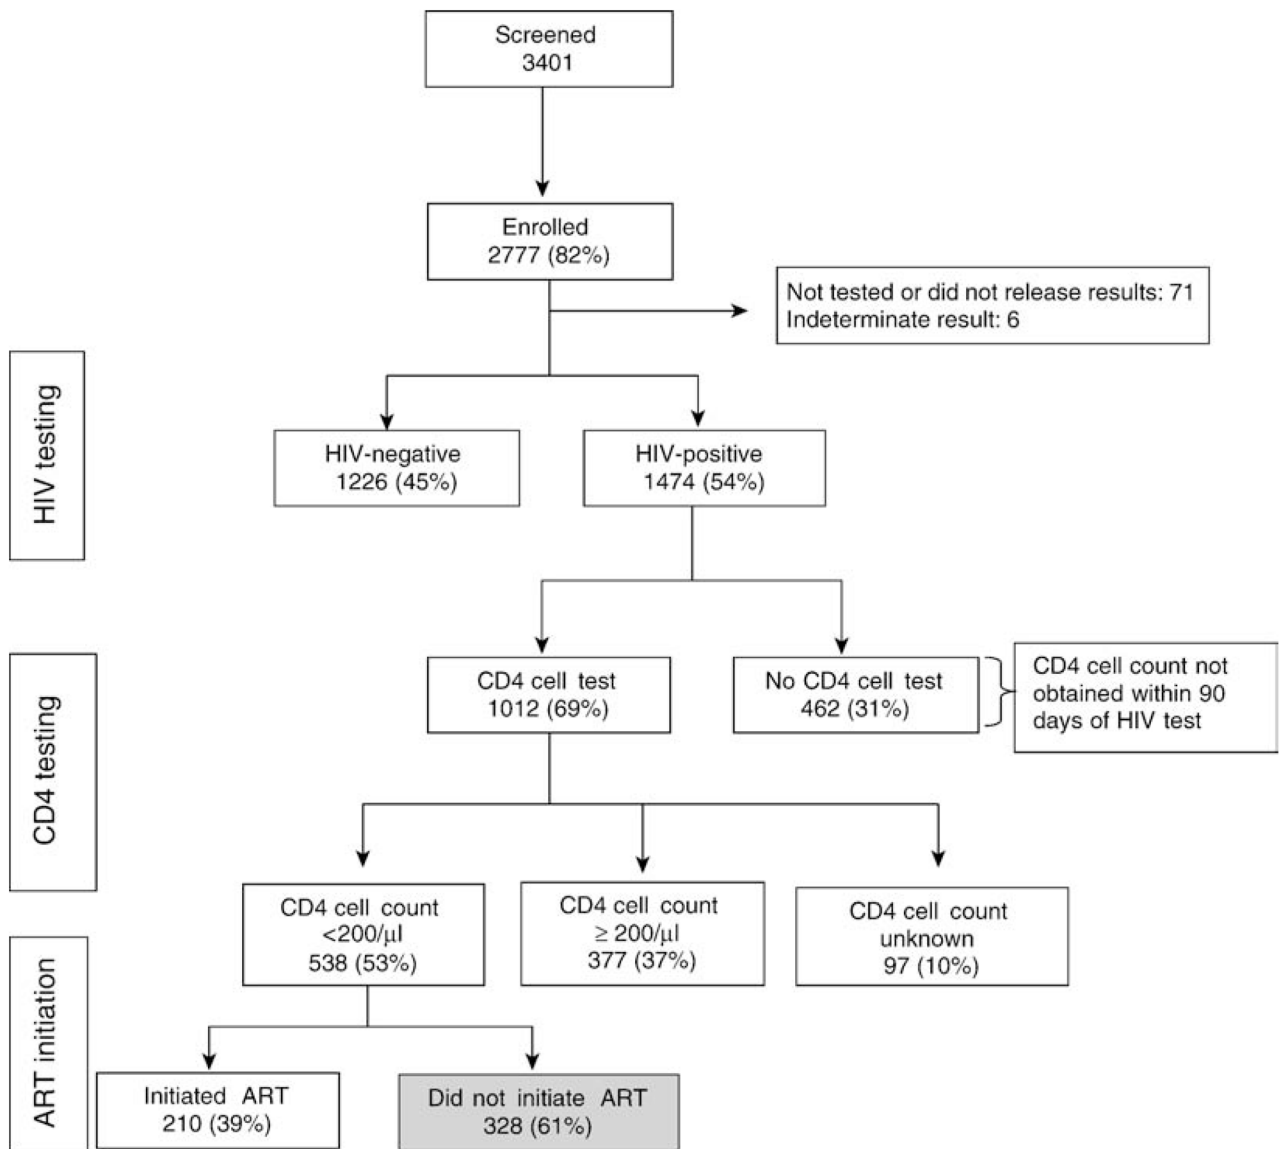 Screened
3401
Enrolled
2777 (82%)
Not tested or did not release results: 71
Indeterminate result: 6
HIV testing
HIV-negative
1226 (45%)
HIV-positive
1474 (54%)
CD4 testing
CD4 cell test
1012 (69%)
No CD4 cell test
462 (31%)
CD4 cell count not
obtained within 90
days of HIV test
CD4 cell count
<200/μl
538 (53%)
CD4 cell count
≥ 200/μl
377 (37%)
CD4 cell count
unknown
97 (10%)
ART initiation
Initiated ART
210 (39%)
Did not initiate ART
328 (61%)